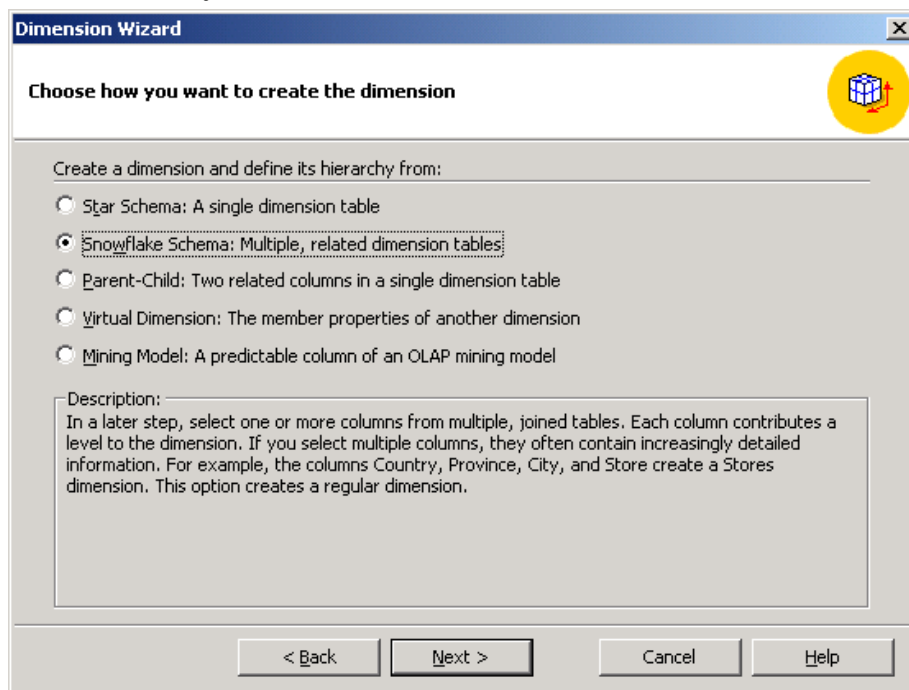 Dimension Wizard
Choose how you want to create the dimension
Create a dimension and define its hierarchy from:
Star Schema: A single dimension table
Snowflake Schema: Multiple, related dimension tables
Parent-Child: Two related columns in a single dimension table
Virtual Dimension: The member properties of another dimension
Mining Model: A predictable column of an OLAP mining model
Description:
In a later step, select one or more columns from multiple, joined tables. Each column contributes a
level to the dimension. If you select multiple columns, they often contain increasingly detailed
information. For example, the columns Country, Province, City, and Store create a Stores
dimension. This option creates a regular dimension.
< Back Next > Cancel Help